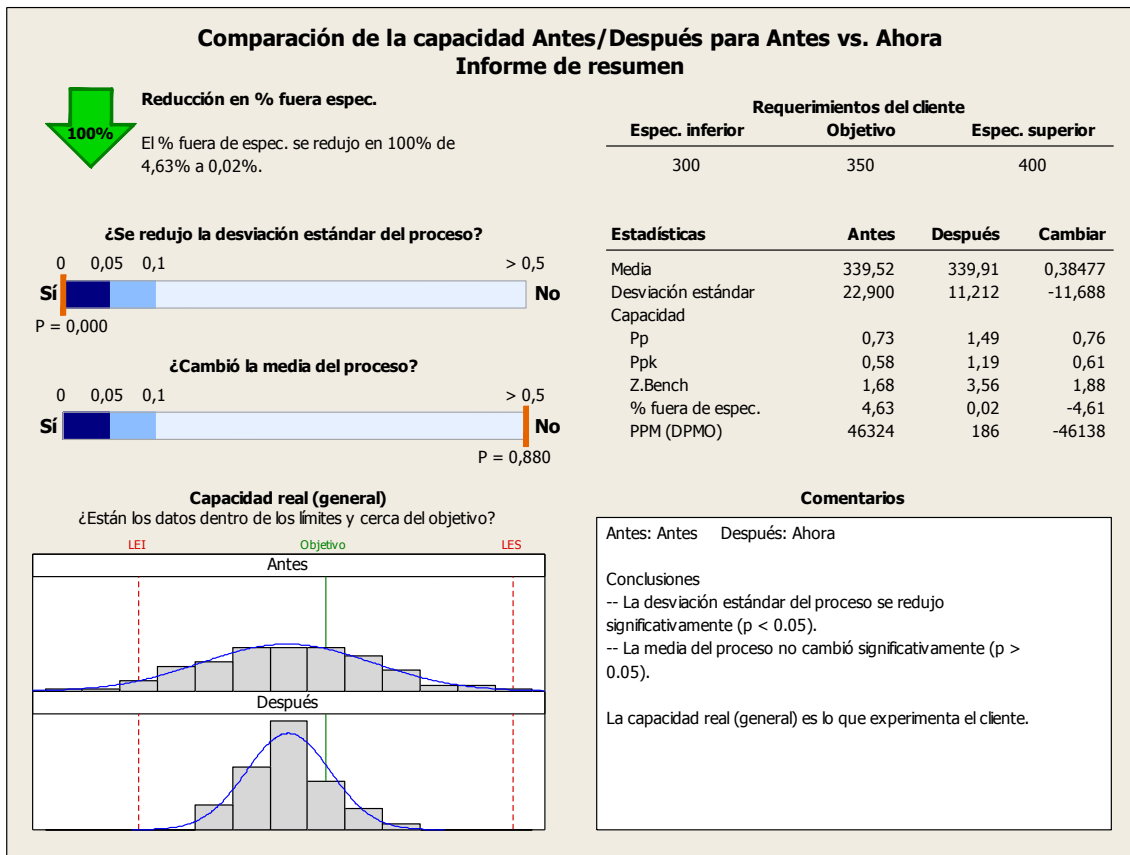 Comparación de la capacidad Antes/Después para Antes vs. Ahora
Informe de resumen
Reducción en % fuera espec.
100%
El % fuera de espec. se redujo en 100% de
4,63% a 0,02%.
Requerimientos del cliente
Espec. inferior Objetivo Espec. superior
300 350 400
¿Se redujo la desviación estándar del proceso?
0 0,05 0,1 > 0,5
Sí No
P = 0,000
¿Cambió la media del proceso?
0 0,05 0,1 > 0,5
Sí No
P = 0,880
Estadísticas Antes Después Cambiar
Media 339,52 339,91 0,38477
Desviación estándar 22,900 11,212 -11,688
Capacidad
Pp 0,73 1,49 0,76
Ppk 0,58 1,19 0,61
Z.Bench 1,68 3,56 1,88
% fuera de espec. 4,63 0,02 -4,61
PPM (DPMO) 46324 186 -46138
Capacidad real (general)
¿Están los datos dentro de los límites y cerca del objetivo?
LEI Objetivo LES
Antes
Después
Comentarios
Antes: Antes Después: Ahora
Conclusiones
-- La desviación estándar del proceso se redujo
significativamente (p < 0.05).
-- La media del proceso no cambió significativamente (p >
0.05).
La capacidad real (general) es lo que experimenta el cliente.